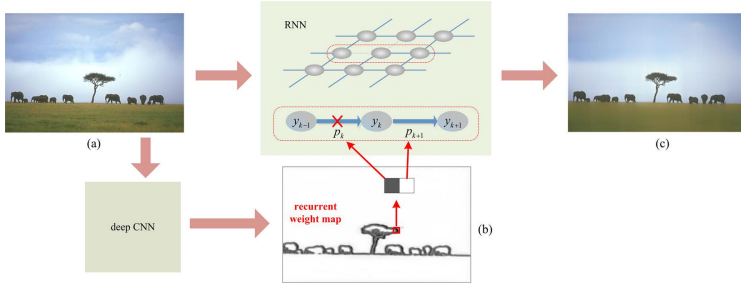 RNN
y_{k-1}
y_k
y_{k+1}
p_k
p_{k+1}
(a)
(c)
recurrent
weight map
(b)
deep CNN